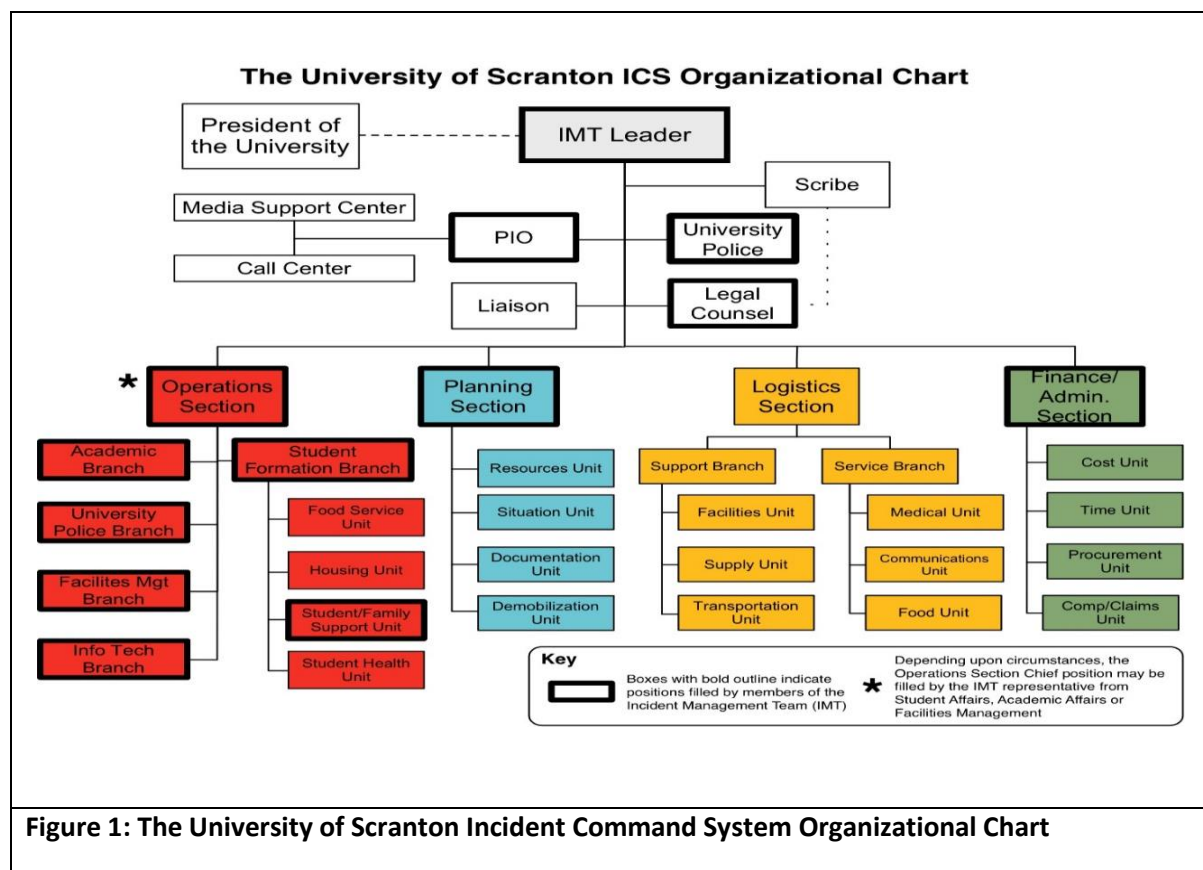 The University of Scranton ICS Organizational Chart
President of
the University
IMT Leader
Scribe
Media Support Center
PIO
University
Police
Call Center
Liaison
Legal
Counsel
*
Operations
Section
Planning
Section
Logistics
Section
Finance/
Admin.
Section
Academic
Branch
University
Police Branch
Facilites Mgt
Branch
Info Tech
Branch
Student
Formation Branch
Food Service
Unit
Housing Unit
Student/Family
Support Unit
Student Health
Unit
Resources Unit
Situation Unit
Documentation
Unit
Demobilization
Unit
Support Branch
Facilities Unit
Supply Unit
Transportation
Unit
Service Branch
Medical Unit
Communications
Unit
Food Unit
Cost Unit
Time Unit
Procurement
Unit
Comp/Claims
Unit
Key
Boxes with bold outline indicate
positions filled by members of the
Incident Management Team (IMT)
*
Depending upon circumstances, the
Operations Section Chief position may be
filled by the IMT representative from
Student Affairs, Academic Affairs or
Facilities Management
Figure 1: The University of Scranton Incident Command System Organizational Chart